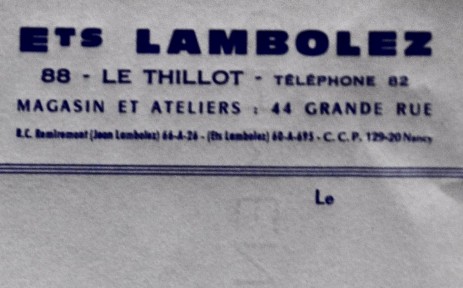 ETS LAMBOLEZ
88 - LE THILLOT - TÉLÉPHONE 82
MAGASIN ET ATELIERS : 44 GRANDE RUE
R.C. Remiremont (Jean Lambolez) 66-A-26 - (Ets Lambolez) 60-A-695 - C.C.P. 129-20 Nancy
Le